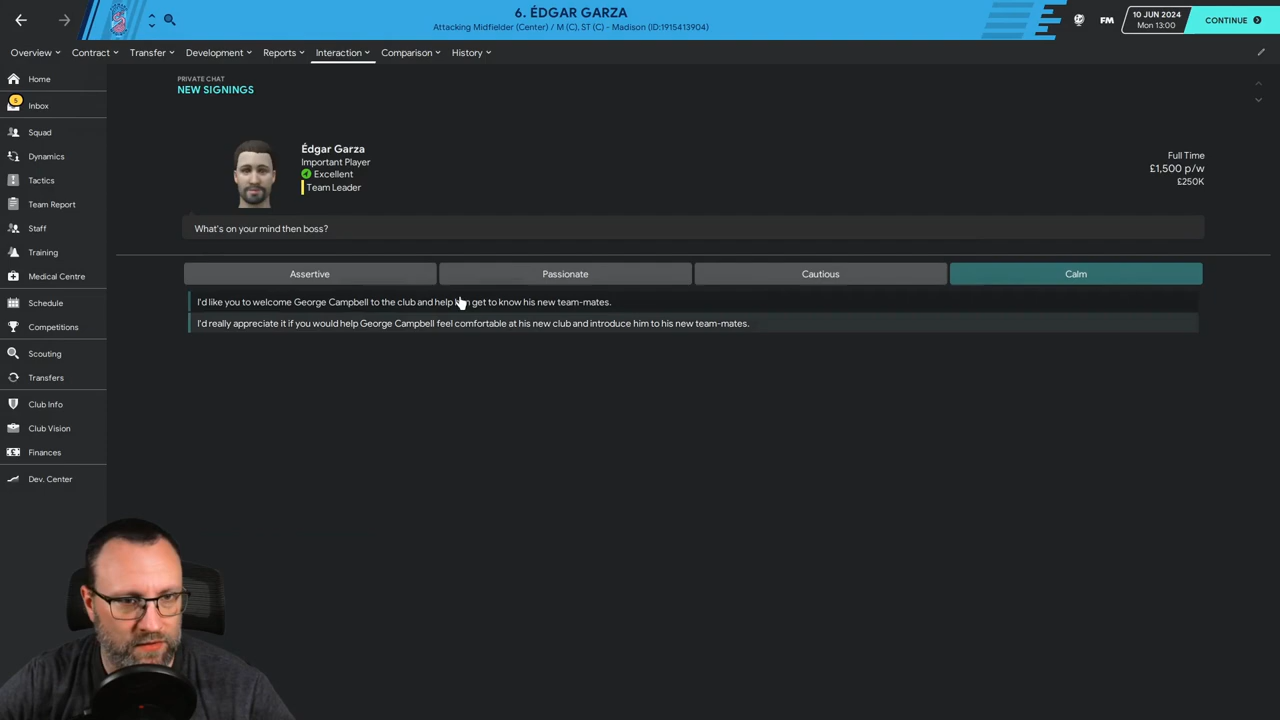 6. ÉDGAR GARZA
Attacking Midfielder (Center) / M (C), ST (C) - Madison (ID:1915413904)
FM
10 JUN 2024
Mon 13:00
CONTINUE
Overview
Contract
Transfer
Development
Reports
Interaction
Comparison
History
Home
5
Inbox
Squad
Dynamics
Tactics
Team Report
Staff
Training
Medical Centre
Schedule
Competitions
Scouting
Transfers
Club Info
Club Vision
Finances
Dev. Center
PRIVATE CHAT
NEW SIGNINGS
Édgar Garza
Important Player
Excellent
Team Leader
Full Time
£1,500 p/w
£250K
What's on your mind then boss?
Assertive
Passionate
Cautious
Calm
I'd like you to welcome George Campbell to the club and help him get to know his new team-mates.
I'd really appreciate it if you would help George Campbell feel comfortable at his new club and introduce him to his new team-mates.